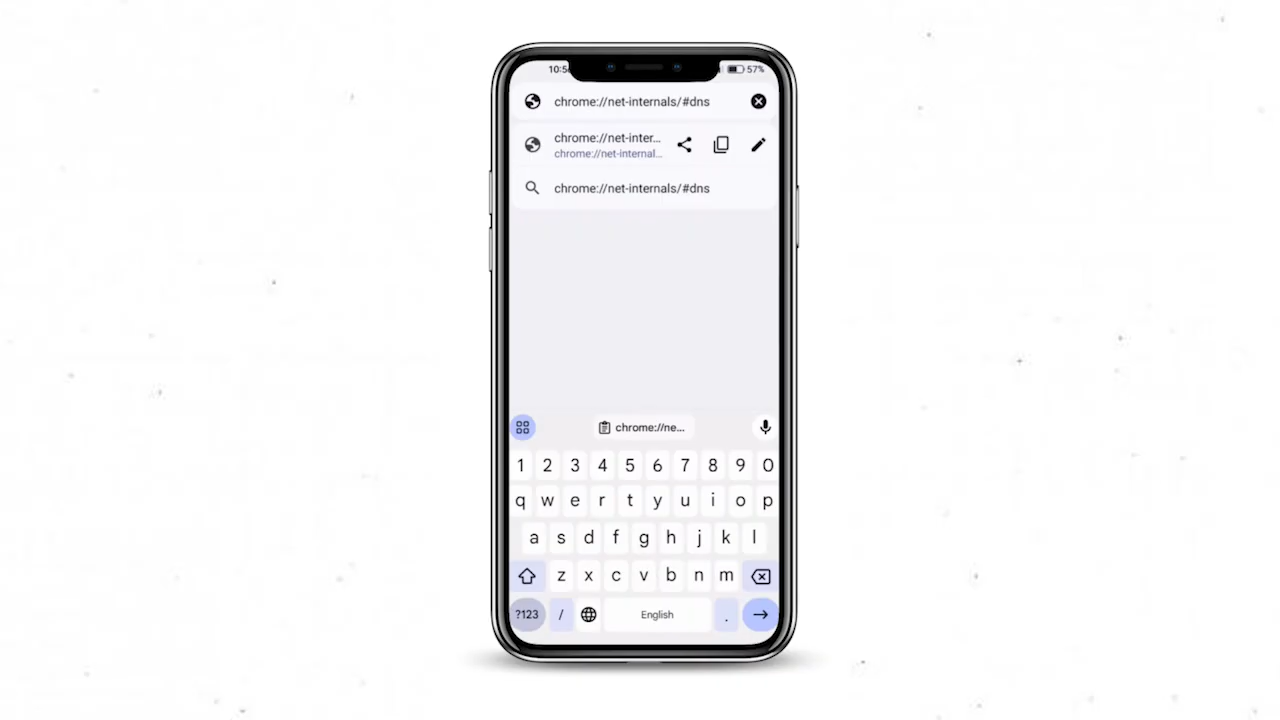 10:5
57%
chrome://net-internals/#dns
chrome://net-inter...
chrome://net-internal...
chrome://net-internals/#dns
chrome://ne...
1 2 3 4 5 6 7 8 9 0
q w e r t y u i o p
a s d f g h j k l
z x c v b n m
?123 / English .